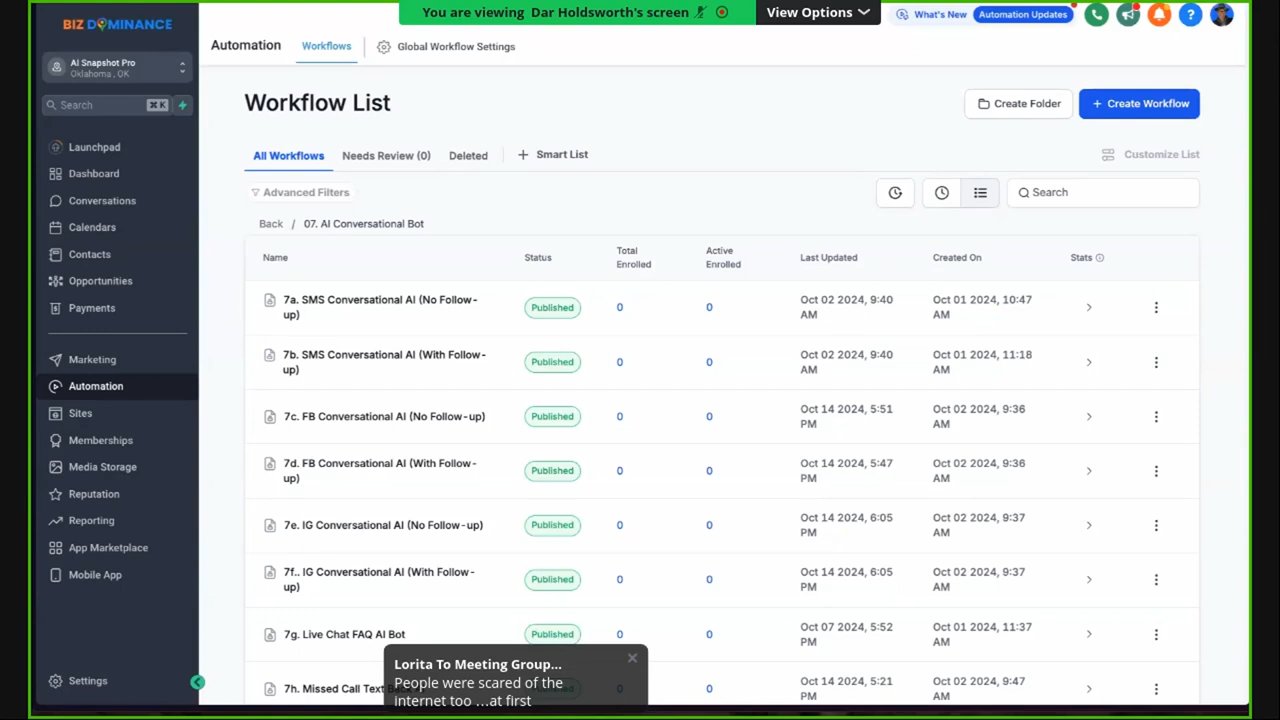 You are viewing Dar Holdsworth's screen
View Options
BIZ DOMINANCE
AI Snapshot Pro
Oklahoma , OK
Search
⌘ K
Launchpad
Dashboard
Conversations
Calendars
Contacts
Opportunities
Payments
Marketing
Automation
Sites
Memberships
Media Storage
Reputation
Reporting
App Marketplace
Mobile App
Settings
Automation
Workflows
Global Workflow Settings
What's New
Automation Updates
Workflow List
Create Folder
+ Create Workflow
All Workflows
Needs Review (0)
Deleted
+ Smart List
Customize List
Advanced Filters
Search
Back / 07. AI Conversational Bot
Name
Status
Total
Enrolled
Active
Enrolled
Last Updated
Created On
Stats
7a. SMS Conversational AI (No Follow-
up)
Published
0
0
Oct 02 2024, 9:40
AM
Oct 01 2024, 10:47
AM
7b. SMS Conversational AI (With Follow-
up)
Published
0
0
Oct 02 2024, 9:40
AM
Oct 01 2024, 11:18
AM
7c. FB Conversational AI (No Follow-up)
Published
0
0
Oct 14 2024, 5:51
PM
Oct 02 2024, 9:36
AM
7d. FB Conversational AI (With Follow-
up)
Published
0
0
Oct 14 2024, 5:47
PM
Oct 02 2024, 9:36
AM
7e. IG Conversational AI (No Follow-up)
Published
0
0
Oct 14 2024, 6:05
PM
Oct 02 2024, 9:37
AM
7f.. IG Conversational AI (With Follow-
up)
Published
0
0
Oct 14 2024, 6:05
PM
Oct 02 2024, 9:37
AM
7g. Live Chat FAQ AI Bot
Published
0
0
Oct 07 2024, 5:52
PM
Oct 01 2024, 11:37
AM
7h. Missed Call Text
0
Oct 14 2024, 5:21
PM
Oct 02 2024, 9:47
AM
Lorita To Meeting Group...
People were scared of the
internet too ...at first